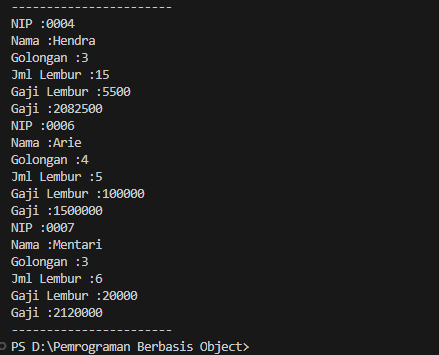 -----------------------
NIP :0004
Nama :Hendra
Golongan :3
Jml Lembur :15
Gaji Lembur :5500
Gaji :2082500
NIP :0006
Nama :Arie
Golongan :4
Jml Lembur :5
Gaji Lembur :100000
Gaji :1500000
NIP :0007
Nama :Mentari
Golongan :3
Jml Lembur :6
Gaji Lembur :20000
Gaji :2120000
-----------------------
PS D:\Pemrograman Berbasis Object>